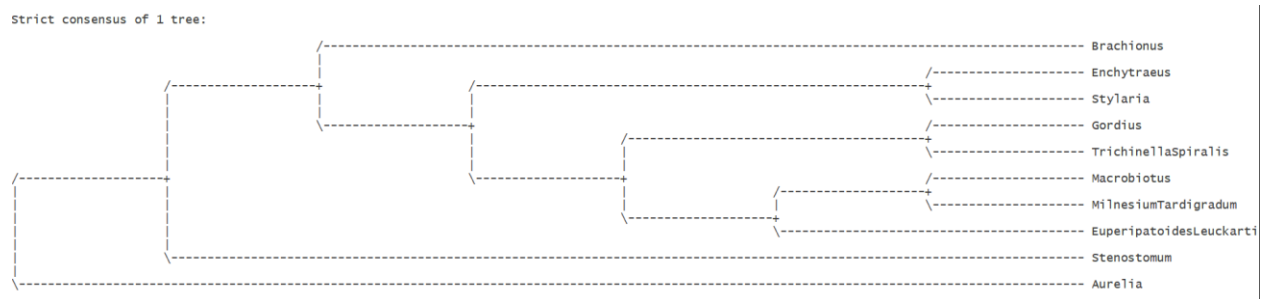 Strict consensus of 1 tree:
Brachionus
Enchytraeus
Stylaria
Gordius
TrichinellaSpiralis
Macrobiotus
MilnesiumTardigradum
EuperipatoidesLeuckarti
Stenostomum
Aurelia